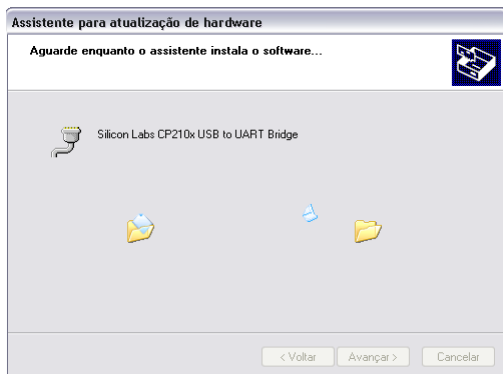 Assistente para atualização de hardware
Aguarde enquanto o assistente instala o software...
Silicon Labs CP210x USB to UART Bridge
< Voltar
Avançar >
Cancelar